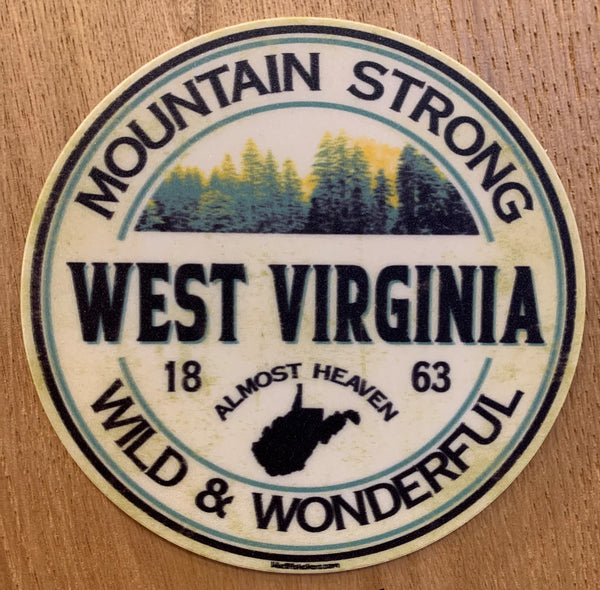 MOUNTAIN STRONG
WEST VIRGINIA
18 63
ALMOST HEAVEN
WILD & WONDERFUL